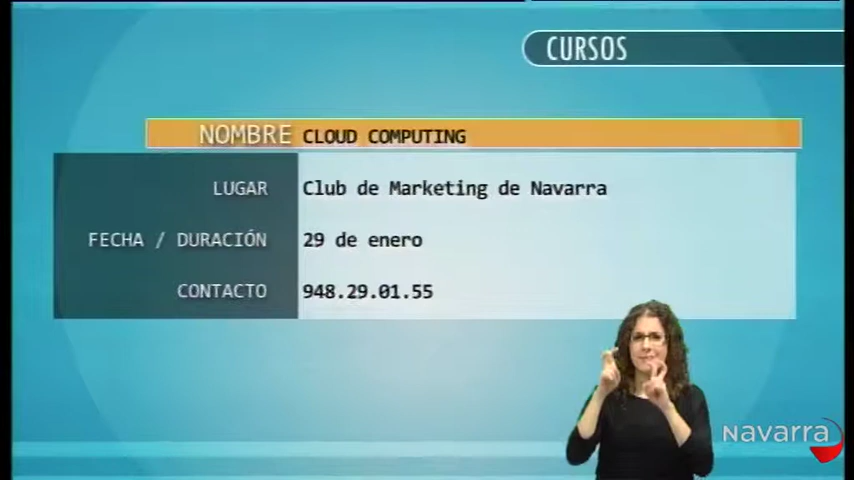 CURSOS
NOMBRE CLOUD COMPUTING
LUGAR Club de Marketing de Navarra
FECHA / DURACIÓN 29 de enero
CONTACTO 948.29.01.55
Navarra